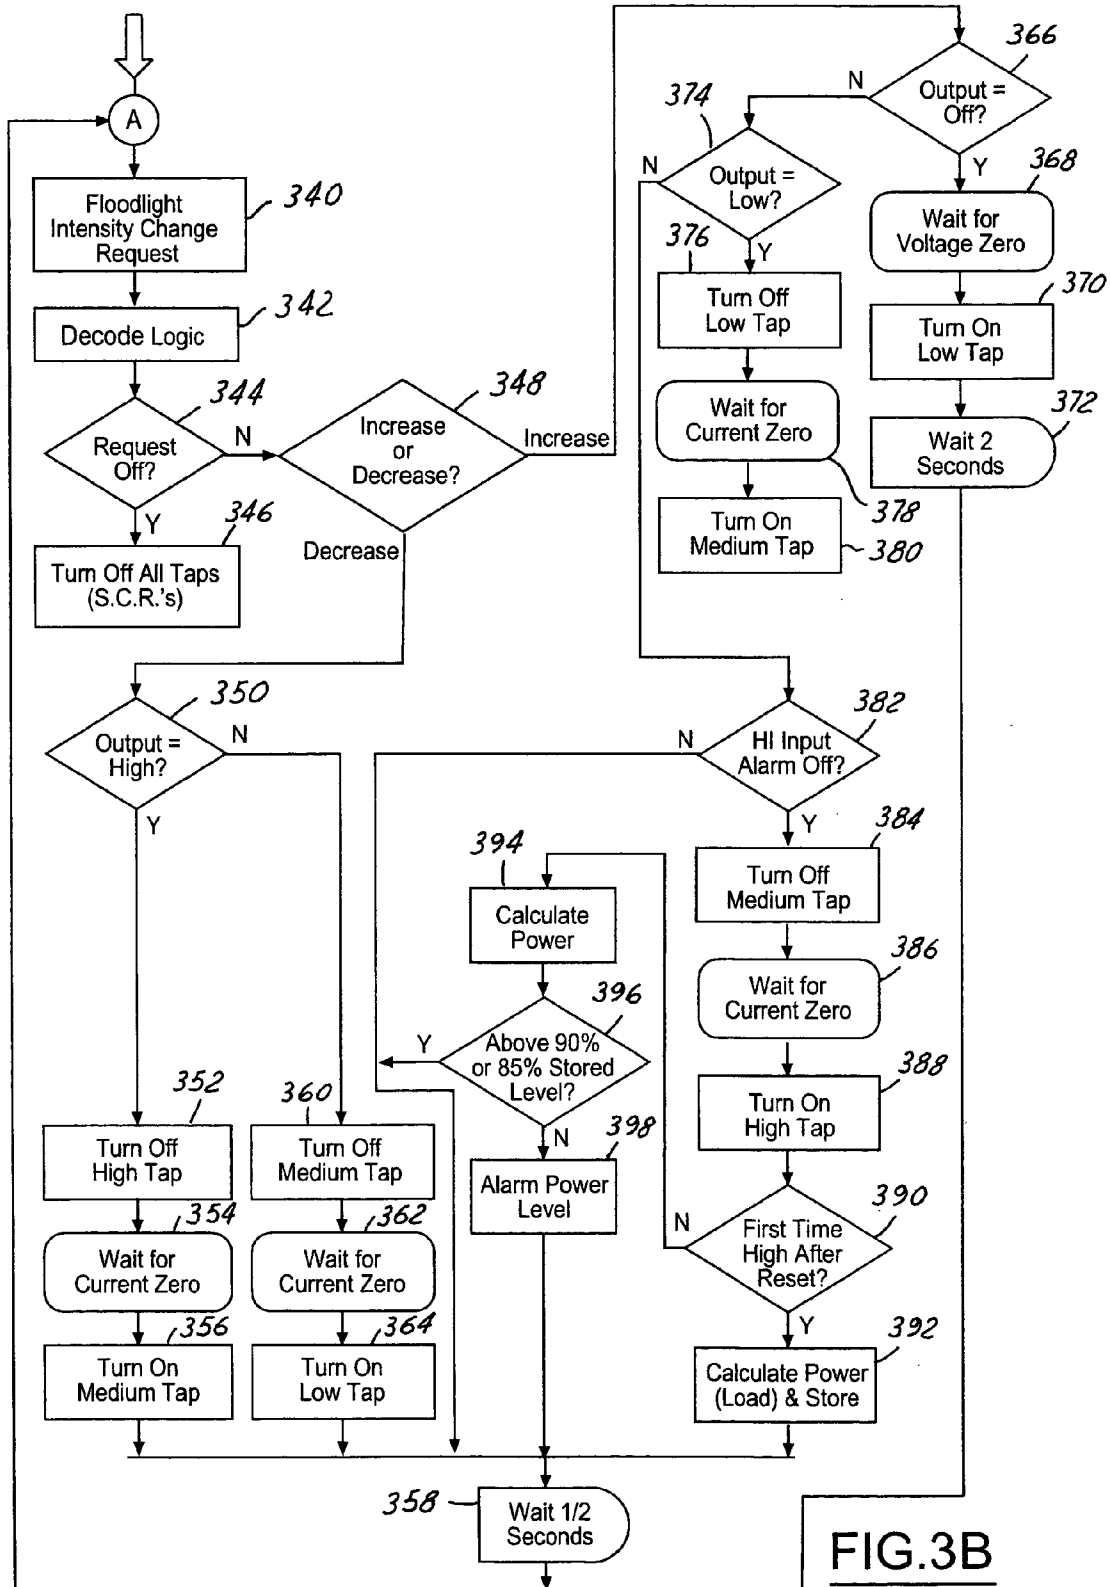 A
Floodlight
Intensity Change
Request
340
Decode Logic
342
Request
Off?
344
N
Y
Turn Off All Taps
(S.C.R.'s)
346
Increase
or
Decrease?
348
Increase
Decrease
Output =
High?
350
N
Y
Turn Off
High Tap
352
Wait for
Current Zero
354
Turn On
Medium Tap
356
Turn Off
Medium Tap
360
Wait for
Current Zero
362
Turn On
Low Tap
364
Output =
Off?
366
N
Y
Wait for
Voltage Zero
368
Turn On
Low Tap
370
Wait 2
Seconds
372
Output =
Low?
374
N
Y
Turn Off
Low Tap
376
Wait for
Current Zero
378
Turn On
Medium Tap
380
HI Input
Alarm Off?
382
N
Y
Turn Off
Medium Tap
384
Wait for
Current Zero
386
Turn On
High Tap
388
First Time
High After
Reset?
390
N
Y
Calculate Power
(Load) & Store
392
Calculate
Power
394
Above 90%
or 85% Stored
Level?
396
Y
N
Alarm Power
Level
398
Wait 1/2
Seconds
358
FIG.3B